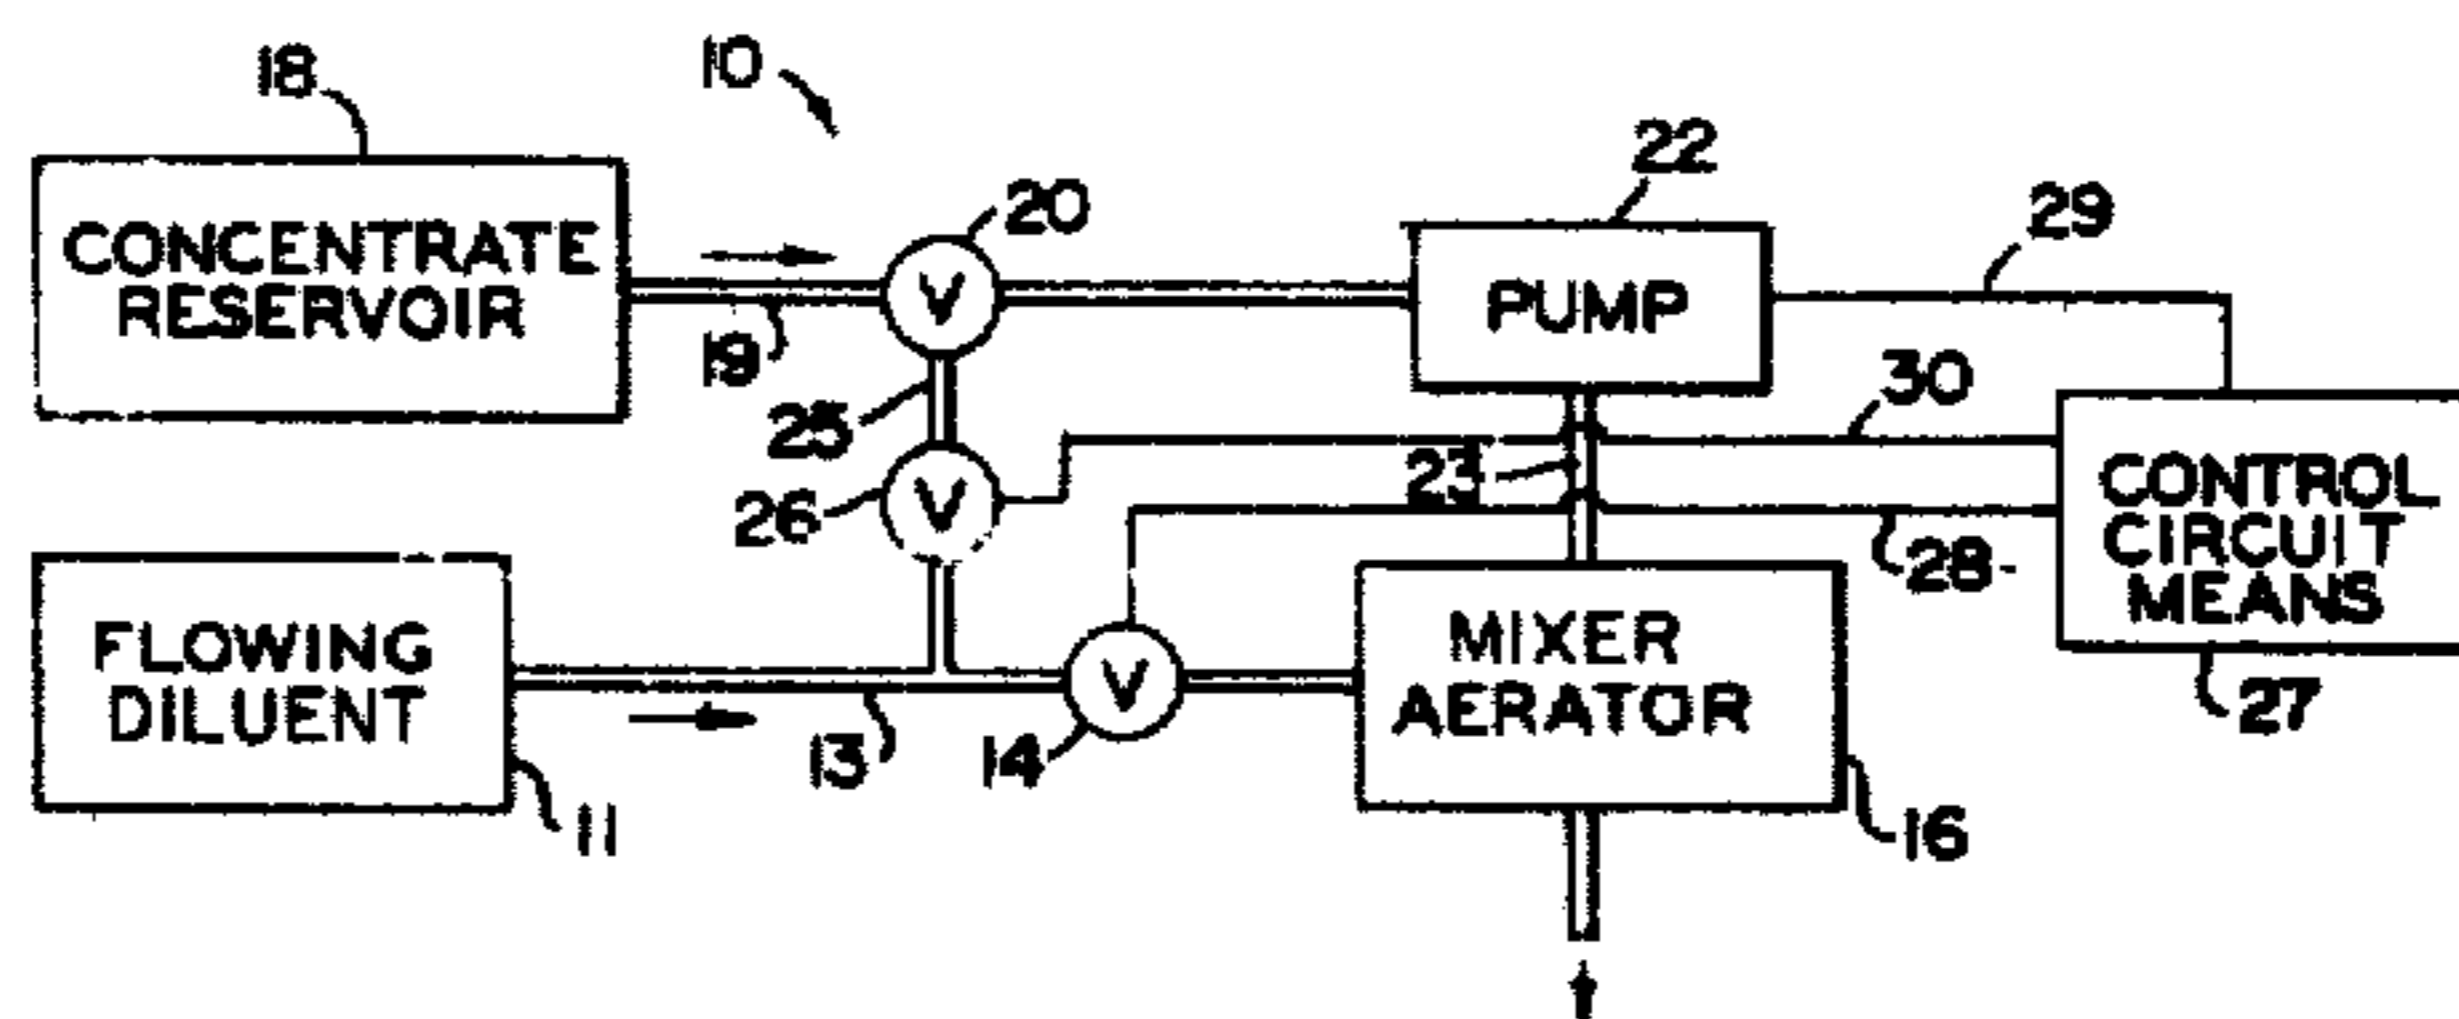 18
10
22
20
29
CONCENTRATE
RESERVOIR
V
PUMP
19
30
25
23
26
V
CONTROL
CIRCUIT
MEANS
28
FLOWING
DILUENT
MIXER
AERATOR
V
27
13
14
11
16